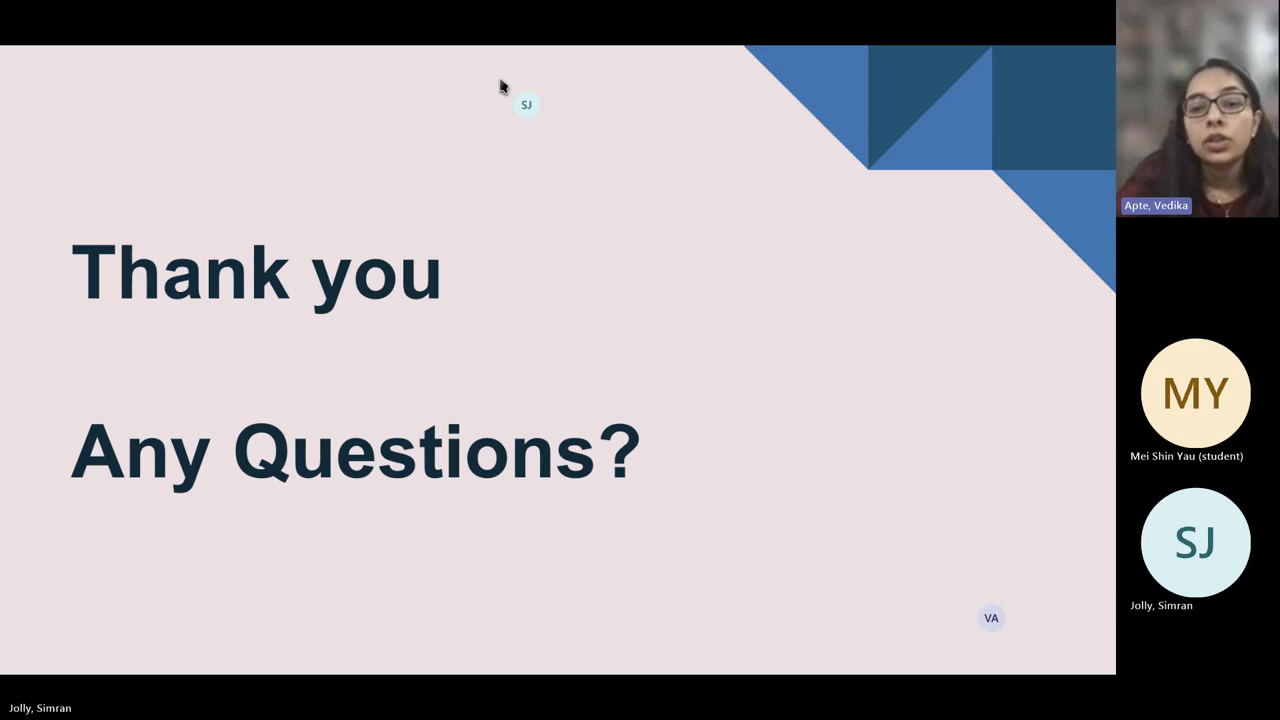 SJ
Thank you
Any Questions?
VA
Apte, Vedika
MY
Mei Shin Yau (student)
SJ
Jolly, Simran
Jolly, Simran